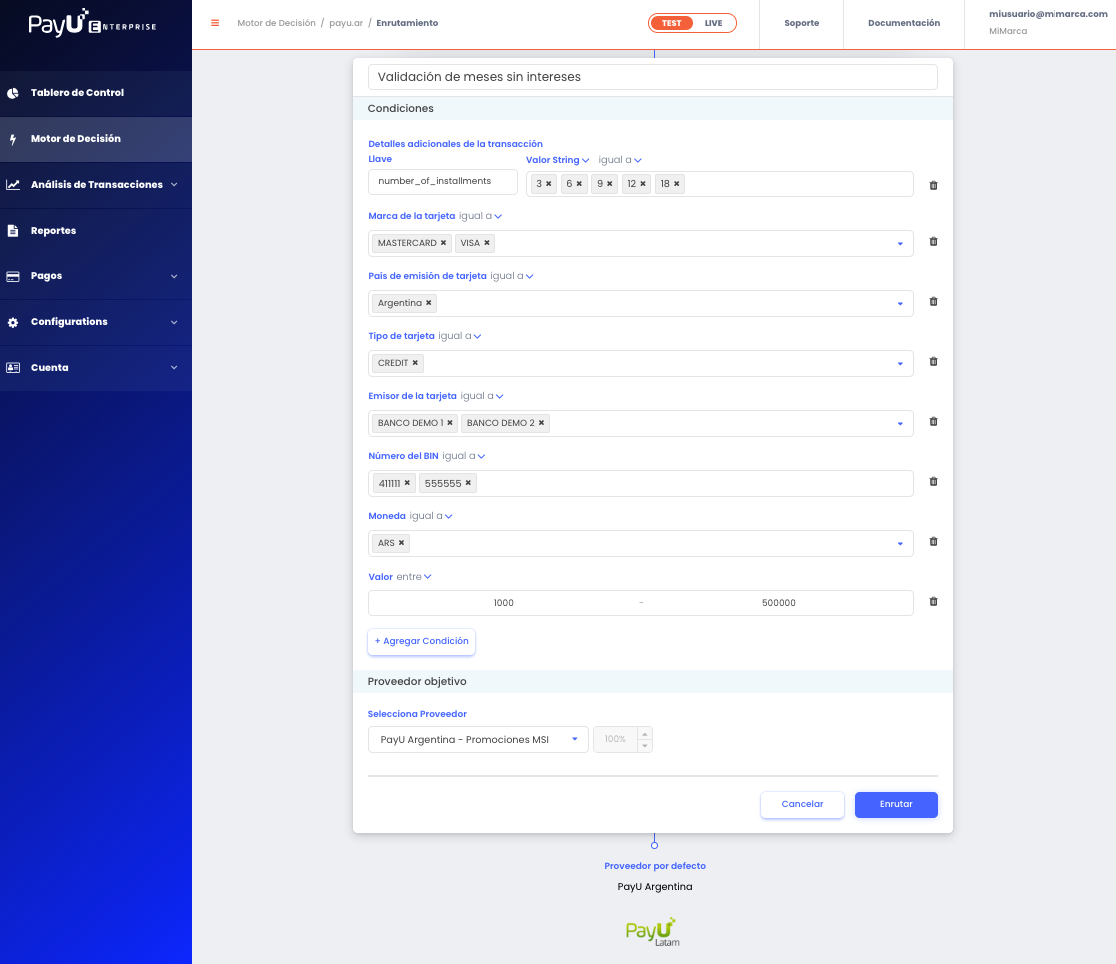 PayU ENTERPRISE
Tablero de Control
Motor de Decisión
Análisis de Transacciones
Reportes
Pagos
Configurations
Cuenta
Motor de Decisión / payu.ar / Enrutamiento
TEST LIVE
Soporte
Documentación
miusuario@mimarca.com
MiMarca
Validación de meses sin intereses
Condiciones
Detalles adicionales de la transacción
Llave Valor String igual a
number_of_installments 3 ✖ 6 ✖ 9 ✖ 12 ✖ 18 ✖
Marca de la tarjeta igual a
MASTERCARD ✖ VISA ✖
País de emisión de tarjeta igual a
Argentina ✖
Tipo de tarjeta igual a
CREDIT ✖
Emisor de la tarjeta igual a
BANCO DEMO 1 ✖ BANCO DEMO 2 ✖
Número del BIN igual a
411111 ✖ 555555 ✖
Moneda igual a
ARS ✖
Valor entre
1000 - 500000
+ Agregar Condición
Proveedor objetivo
Selecciona Proveedor
PayU Argentina - Promociones MSI 100%
Cancelar Enrutar
Proveedor por defecto
PayU Argentina
PayU
Latam